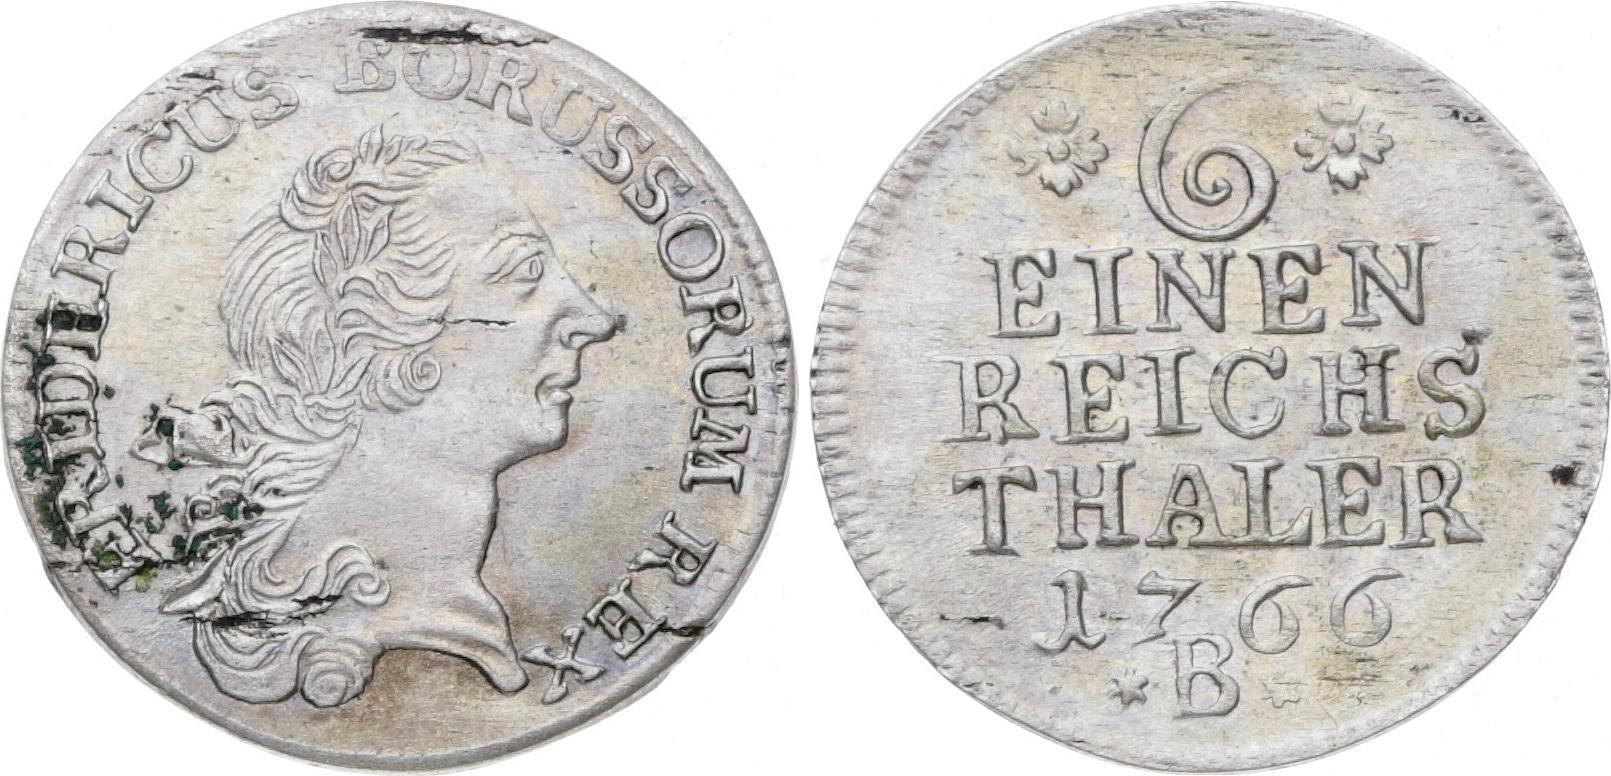 FRIDERICUS BORUSSORUM REX
6
EINEN
REICHS
THALER
1766
B